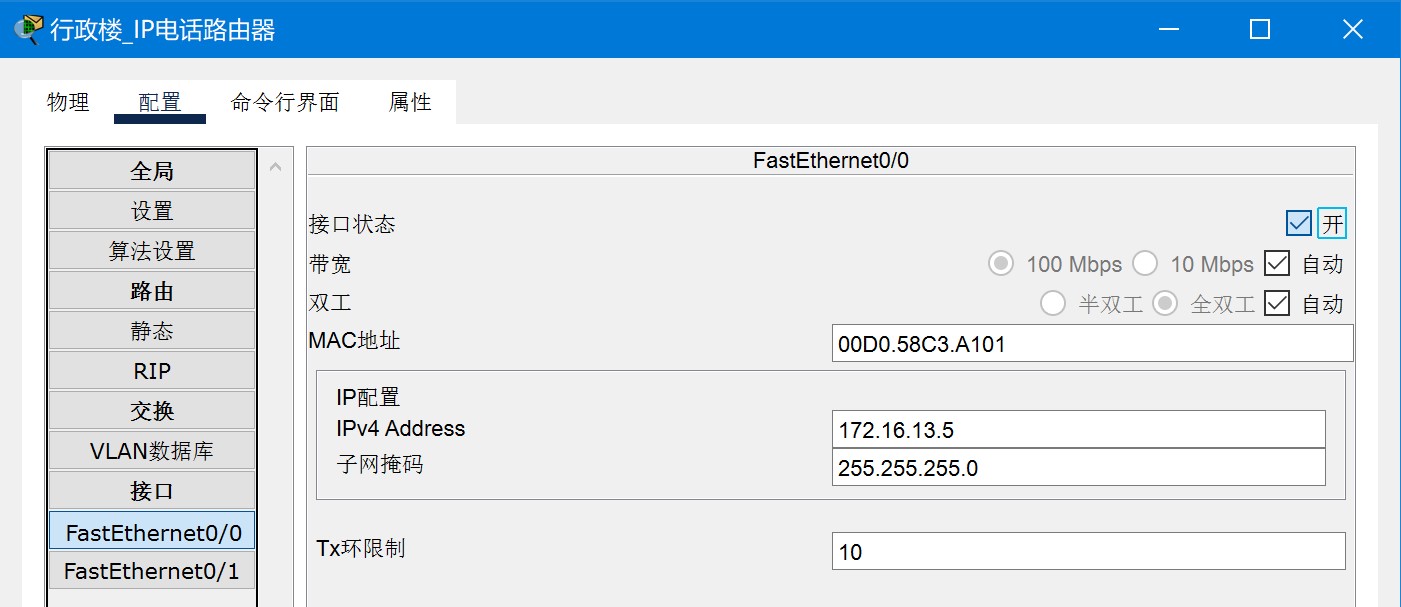 行政楼_IP电话路由器
物理 配置 命令行界面 属性
全局
设置
算法设置
路由
静态
RIP
交换
VLAN数据库
接口
FastEthernet0/0
FastEthernet0/1
FastEthernet0/0
接口状态 开
带宽 100 Mbps 10 Mbps 自动
双工 半双工 全双工 自动
MAC地址 00D0.58C3.A101
IP配置
IPv4 Address 172.16.13.5
子网掩码 255.255.255.0
Tx环限制 10